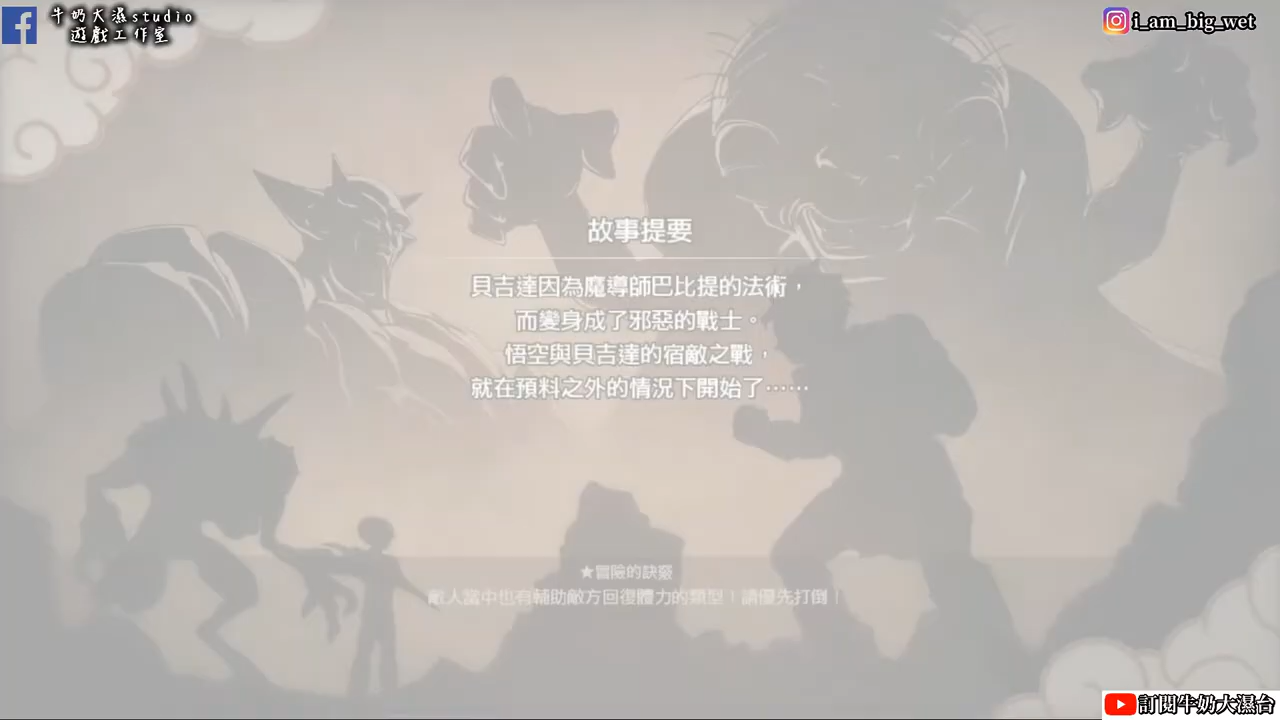 牛奶大濕studio
遊戲工作室
i_am_big_wet
故事提要
貝吉達因為魔導師巴比提的法術，
而變身成了邪惡的戰士。
悟空與貝吉達的宿敵之戰，
就在預料之外的情況下開始了……
★冒險的訣竅
敵人當中也有輔助敵方回復體力的類型！請優先打倒！
訂閱牛奶大濕台